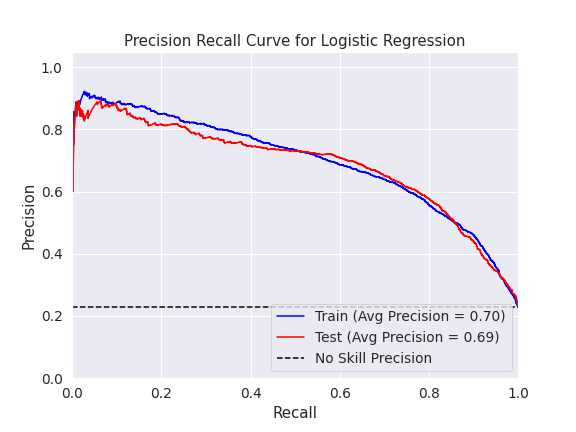 Precision Recall Curve for Logistic Regression
1.0
0.8
0.6
0.4
0.2
0.0
Precision
Train (Avg Precision = 0.70)
Test (Avg Precision = 0.69)
No Skill Precision
0.0 0.2 0.4 0.6 0.8 1.0
Recall